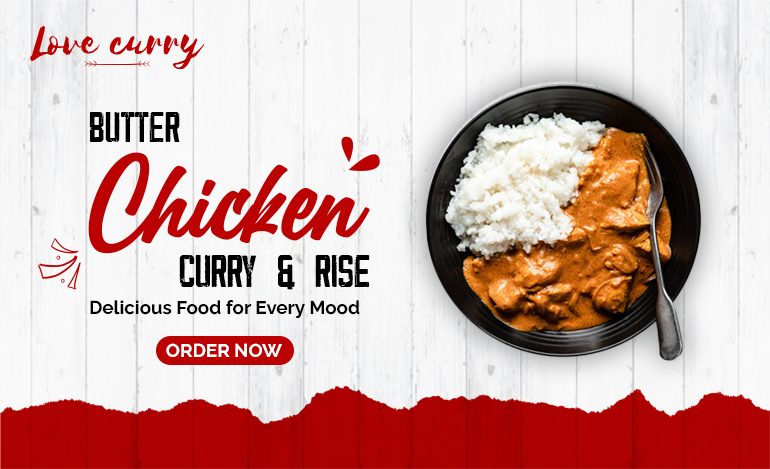 Love curry
BUTTER
Chicken
CURRY & RISE
Delicious Food for Every Mood
ORDER NOW